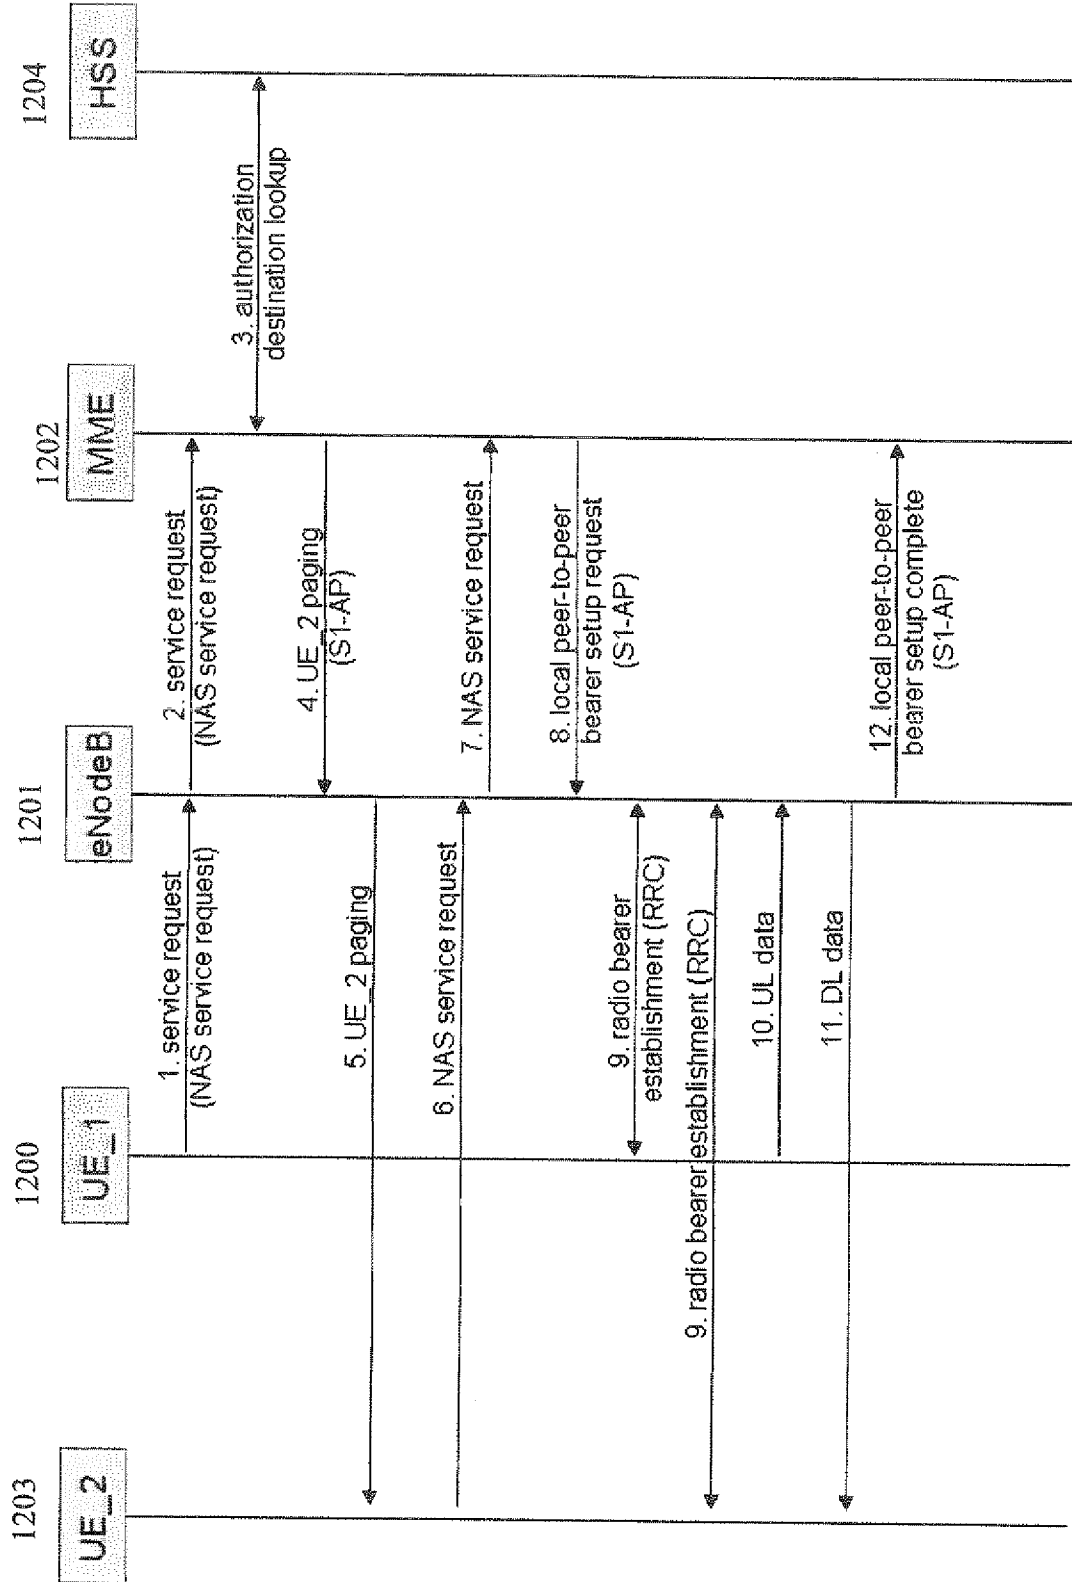 1203
1200
1201
1202
1204
UE_2
UE_1
eNodeB
MME
HSS
1. service request
(NAS service request)
2. service request
(NAS service request)
3. authorization
destination lookup
4. UE_2 paging
(S1-AP)
5. UE_2 paging
6. NAS service request
7. NAS service request
8. local peer-to-peer
bearer setup request
(S1-AP)
9. radio bearer
establishment (RRC)
9. radio bearer establishment (RRC)
10. UL data
11. DL data
12. local peer-to-peer
bearer setup complete
(S1-AP)